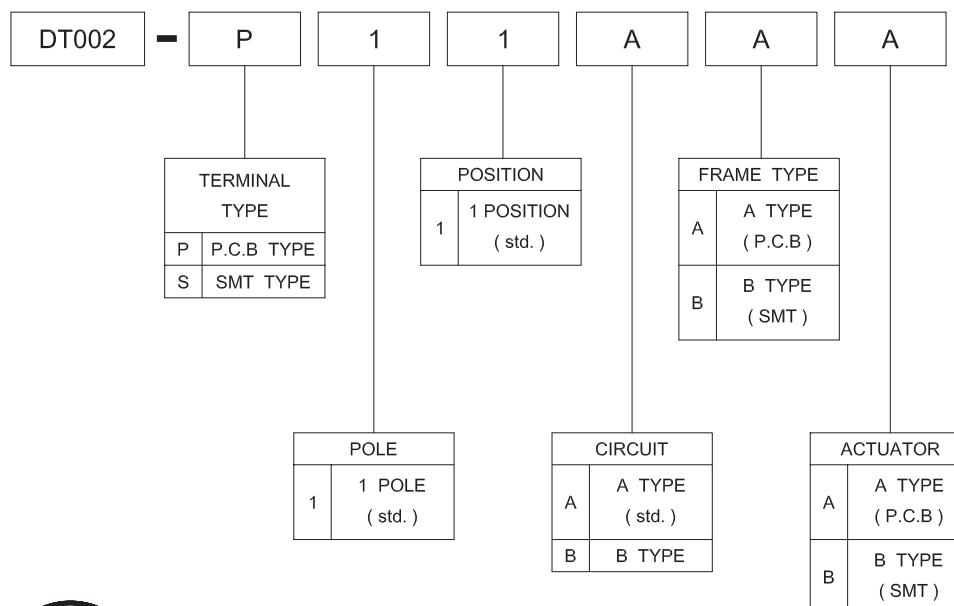 DT002 - P 1 1 A A A
TERMINAL
TYPE
P P.C.B TYPE
S SMT TYPE
POSITION
1 1 POSITION
( std. )
FRAME TYPE
A A TYPE
( P.C.B )
B B TYPE
( SMT )
POLE
1 1 POLE
( std. )
CIRCUIT
A A TYPE
( std. )
B B TYPE
ACTUATOR
A A TYPE
( P.C.B )
B B TYPE
( SMT )